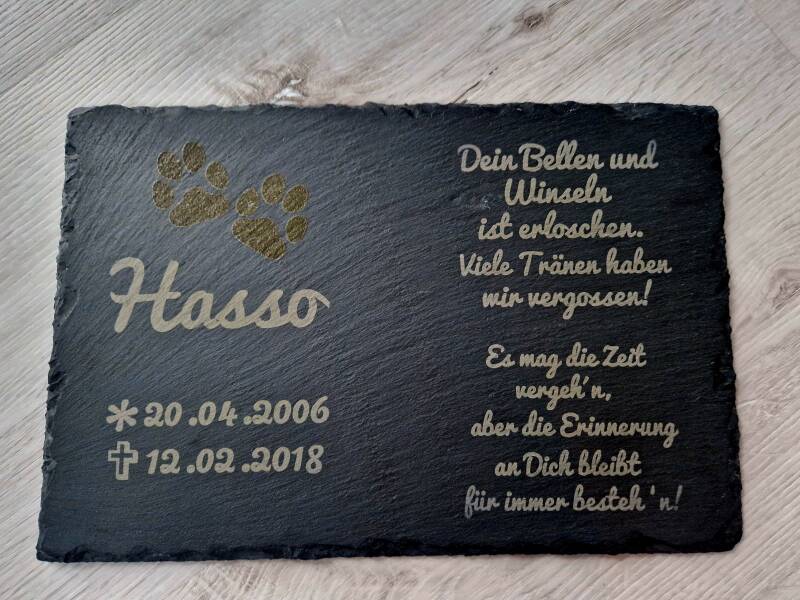 Hasso
* 20.04.2006
✝ 12.02.2018
Dein Bellen und
Winseln
ist erloschen.
Viele Tränen haben
wir vergossen!
Es mag die Zeit
vergeh'n,
aber die Erinnerung
an Dich bleibt
für immer besteh'n!